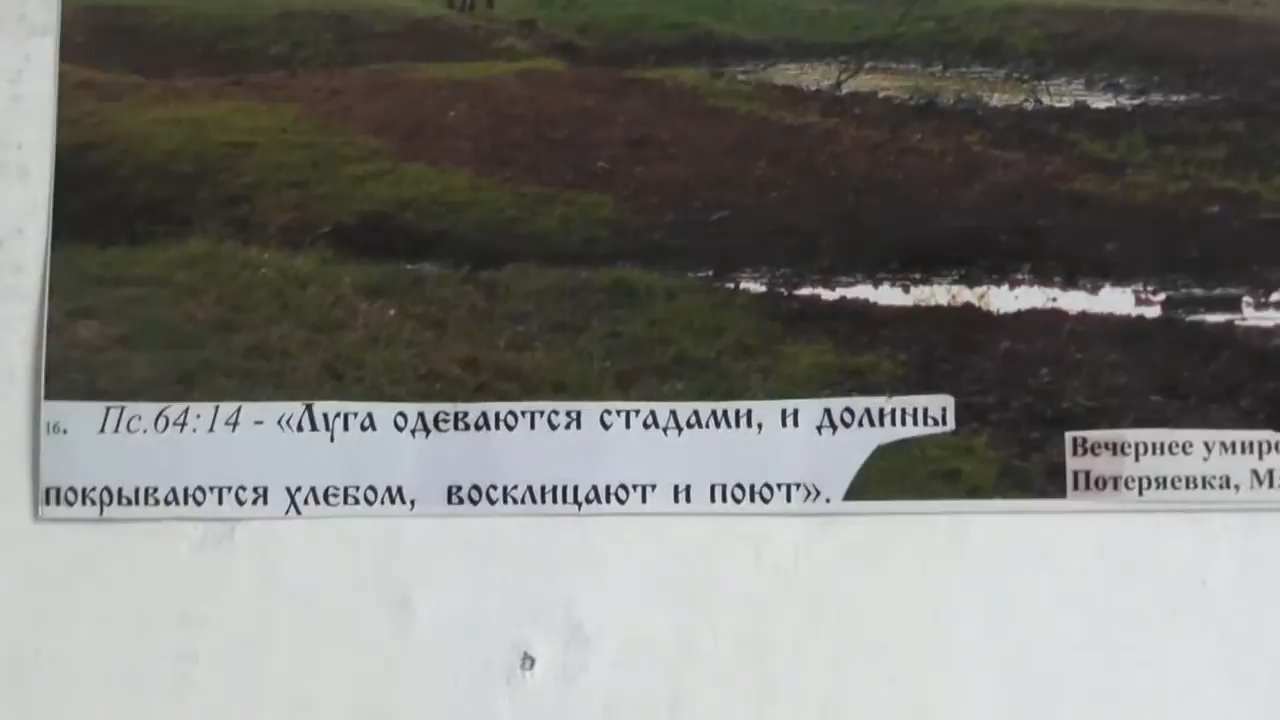 16. Пс.64:14 - «Луга одеваются стадами, и долины
покрываются хлебом, восклицают и поют».
Вечернее
Потеряевка,